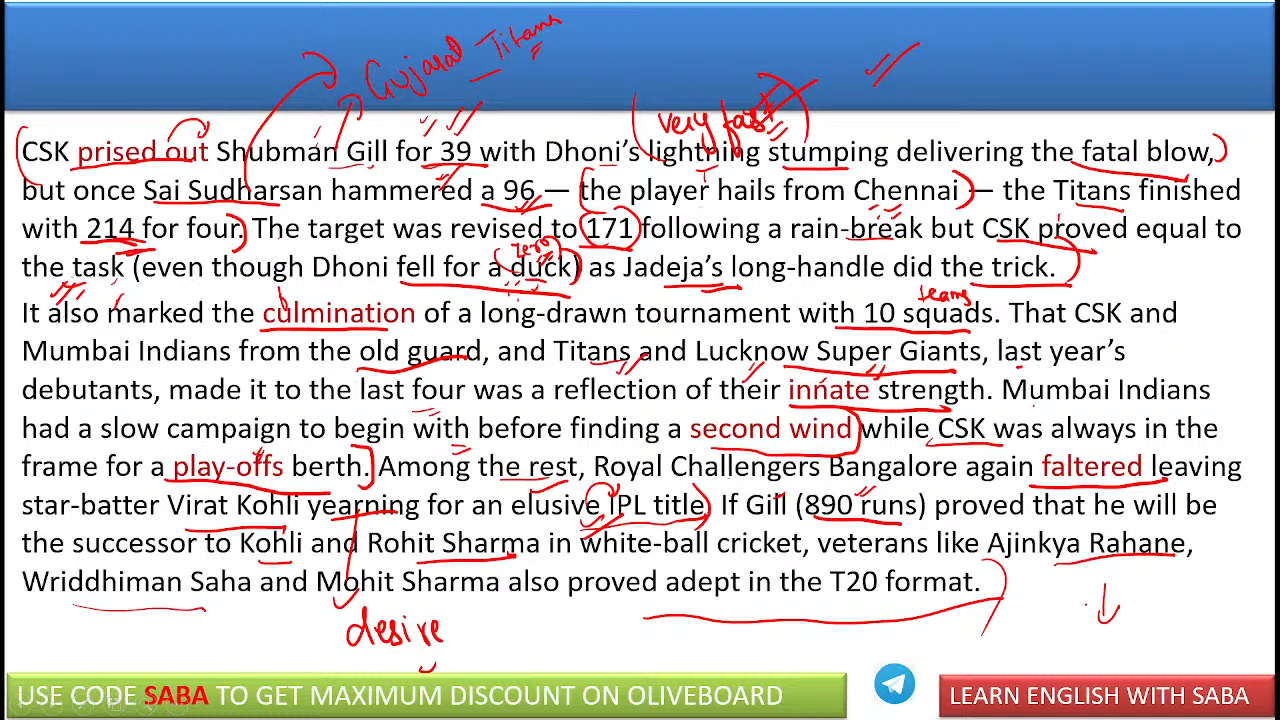 Gujarat Titans
(very fast)
CSK prised out Shubman Gill for 39 with Dhoni's lightning stumping delivering the fatal blow,
but once Sai Sudharsan hammered a 96 — the player hails from Chennai — the Titans finished
with 214 for four. The target was revised to 171 following a rain-break but CSK proved equal to
zero
the task (even though Dhoni fell for a duck) as Jadeja's long-handle did the trick.
teams
It also marked the culmination of a long-drawn tournament with 10 squads. That CSK and
Mumbai Indians from the old guard, and Titans and Lucknow Super Giants, last year's
debutants, made it to the last four was a reflection of their innate strength. Mumbai Indians
had a slow campaign to begin with before finding a second wind while CSK was always in the
frame for a play-offs berth. Among the rest, Royal Challengers Bangalore again faltered leaving
star-batter Virat Kohli yearning for an elusive IPL title. If Gill (890 runs) proved that he will be
the successor to Kohli and Rohit Sharma in white-ball cricket, veterans like Ajinkya Rahane,
Wriddhiman Saha and Mohit Sharma also proved adept in the T20 format.
desire
USE CODE SABA TO GET MAXIMUM DISCOUNT ON OLIVEBOARD
LEARN ENGLISH WITH SABA